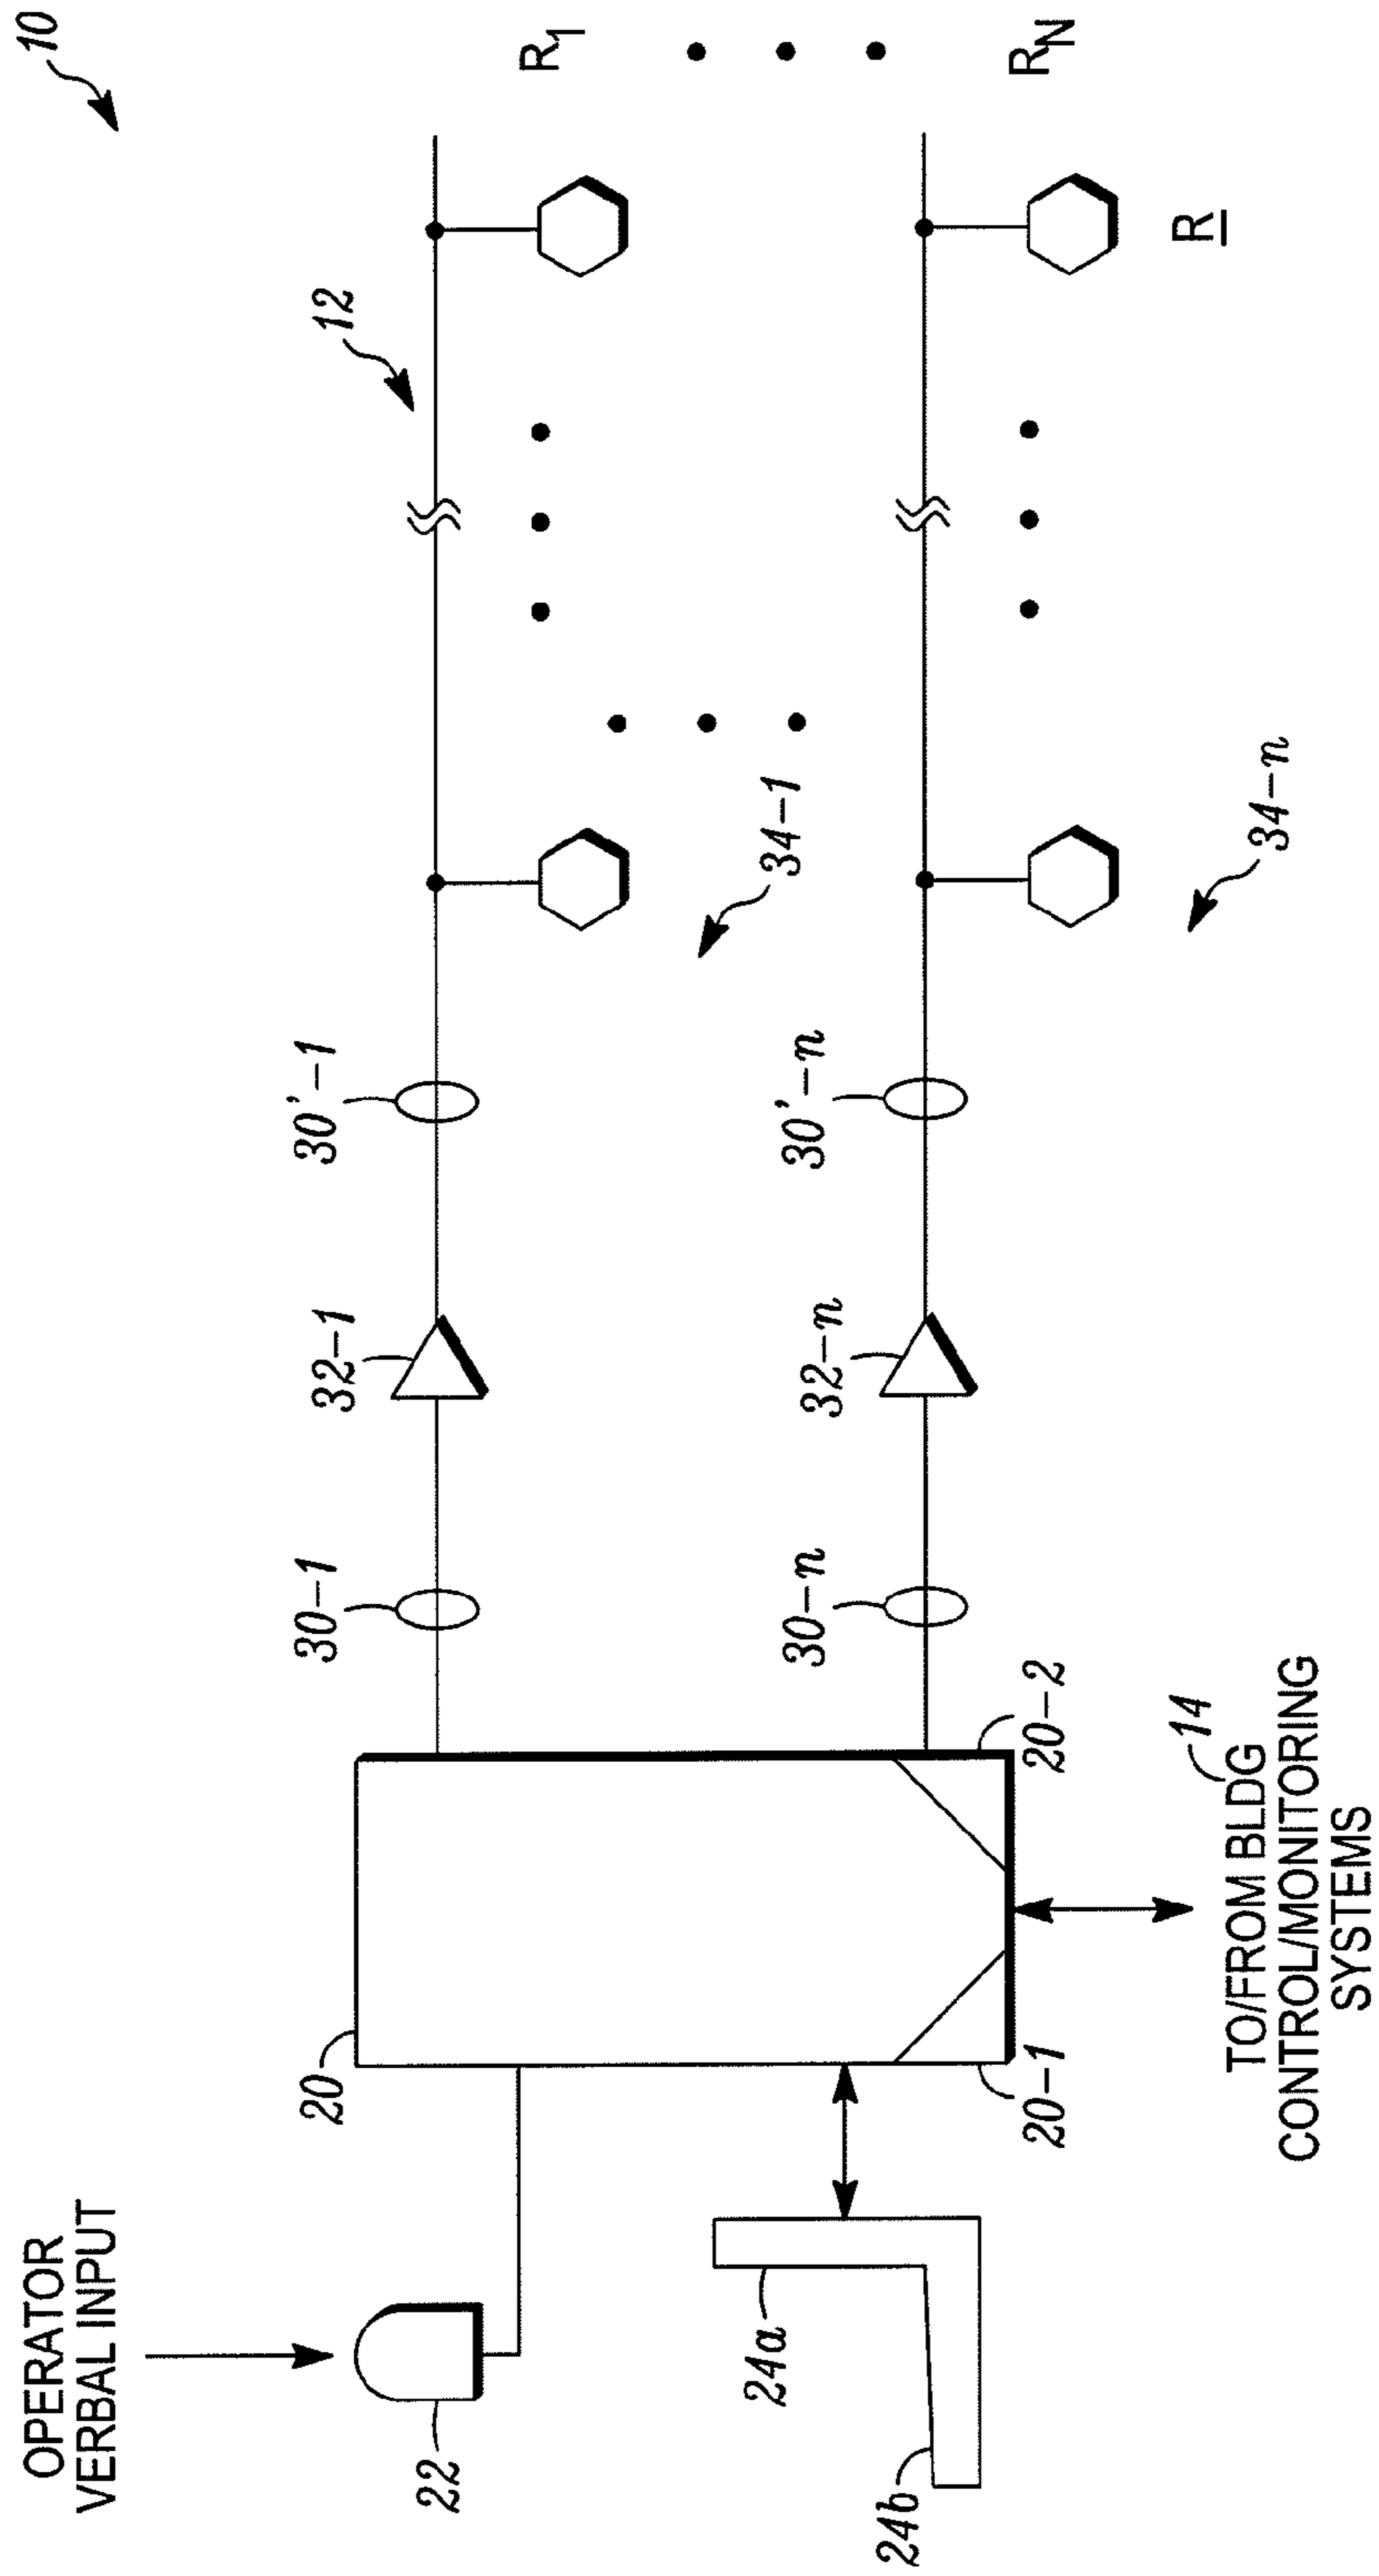 10
OPERATOR
VERBAL INPUT
22
20
30-1
32-1
30'-1
12
R1
RN
34-1
24a
24b
30-n
32-n
30'-n
34-n
R
20-1
20-2
14
TO/FROM BLDG
CONTROL/MONITORING
SYSTEMS